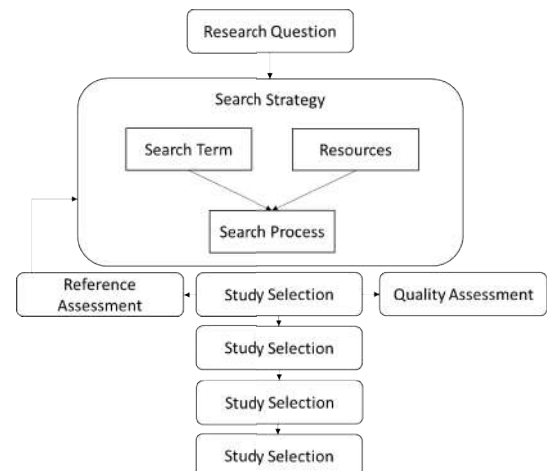 Research Question
Search Strategy
Search Term
Resources
Search Process
Reference
Assessment
Study Selection
Quality Assessment
Study Selection
Study Selection
Study Selection